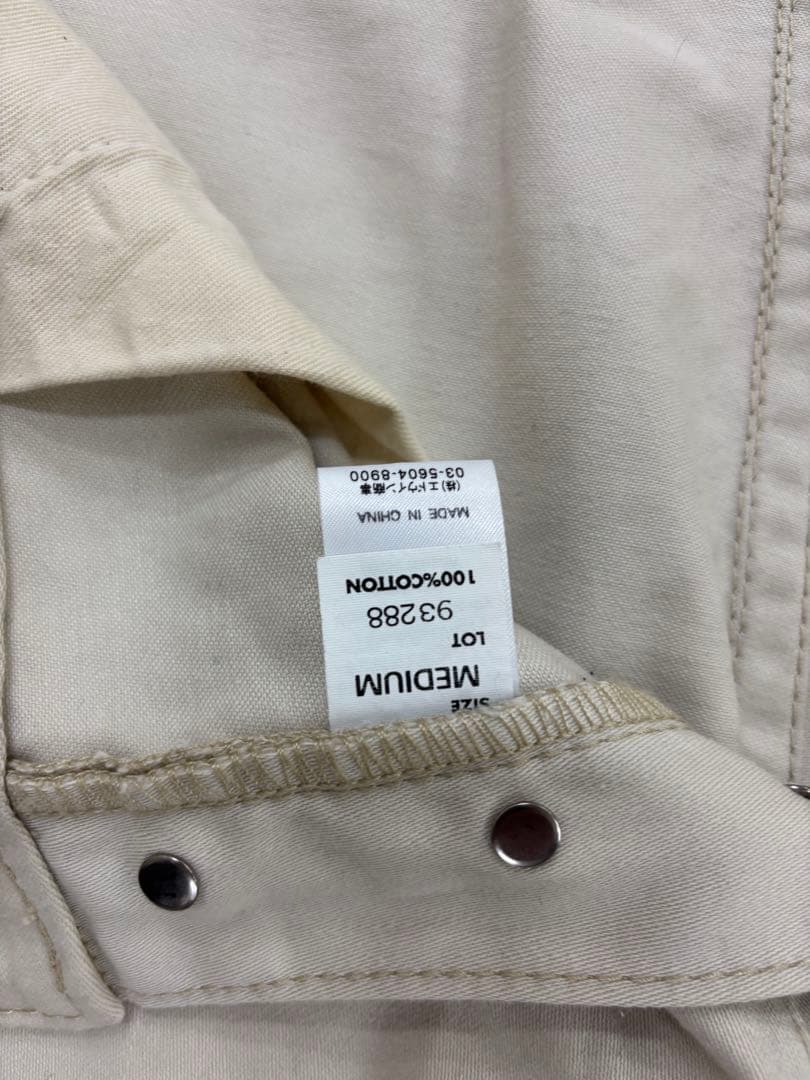 SIZE
MEDIUM
LOT
93288
100%COTTON
MADE IN CHINA
(株)エドウイン商事
03-5604-8900